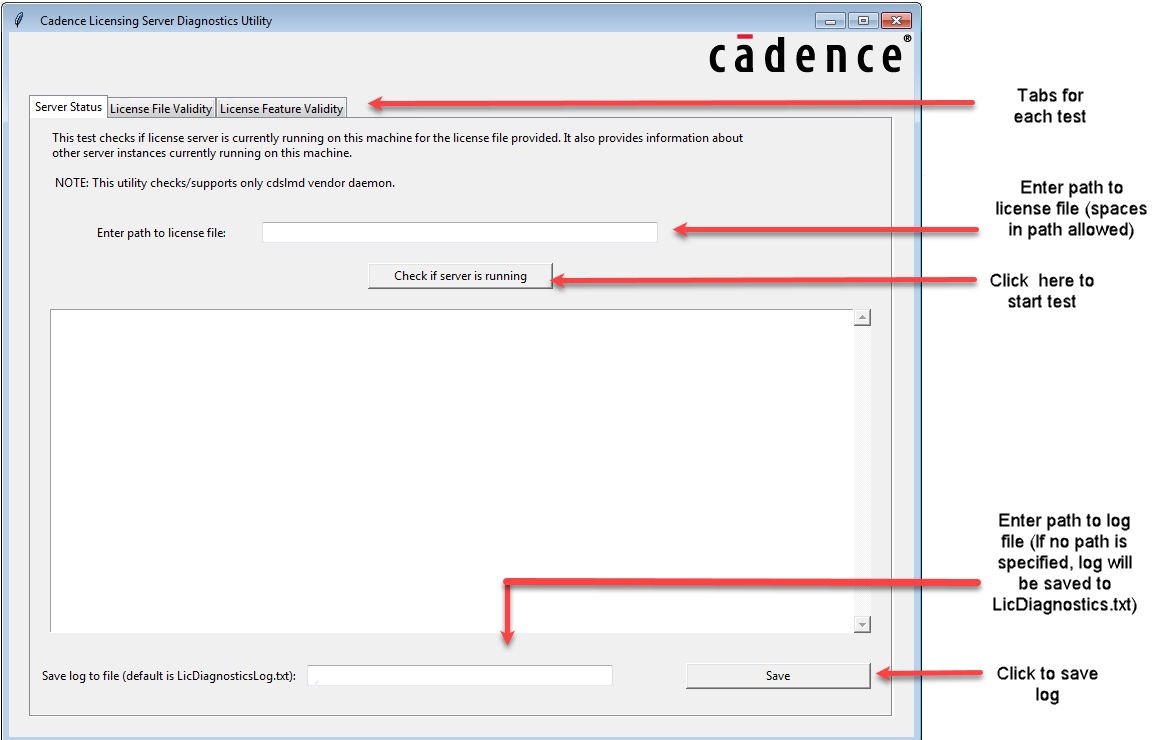 Cadence Licensing Server Diagnostics Utility
cādence®
Server Status
License File Validity
License Feature Validity
Tabs for
each test
This test checks if license server is currently running on this machine for the license file provided. It also provides information about
other server instances currently running on this machine.
NOTE: This utility checks/supports only cdslmd vendor daemon.
Enter path to license file:
Enter path to
license file (spaces
in path allowed)
Check if server is running
Click here to
start test
Enter path to log
file (If no path is
specified, log will
be saved to
LicDiagnostics.txt)
Save log to file (default is LicDiagnosticsLog.txt):
Save
Click to save
log